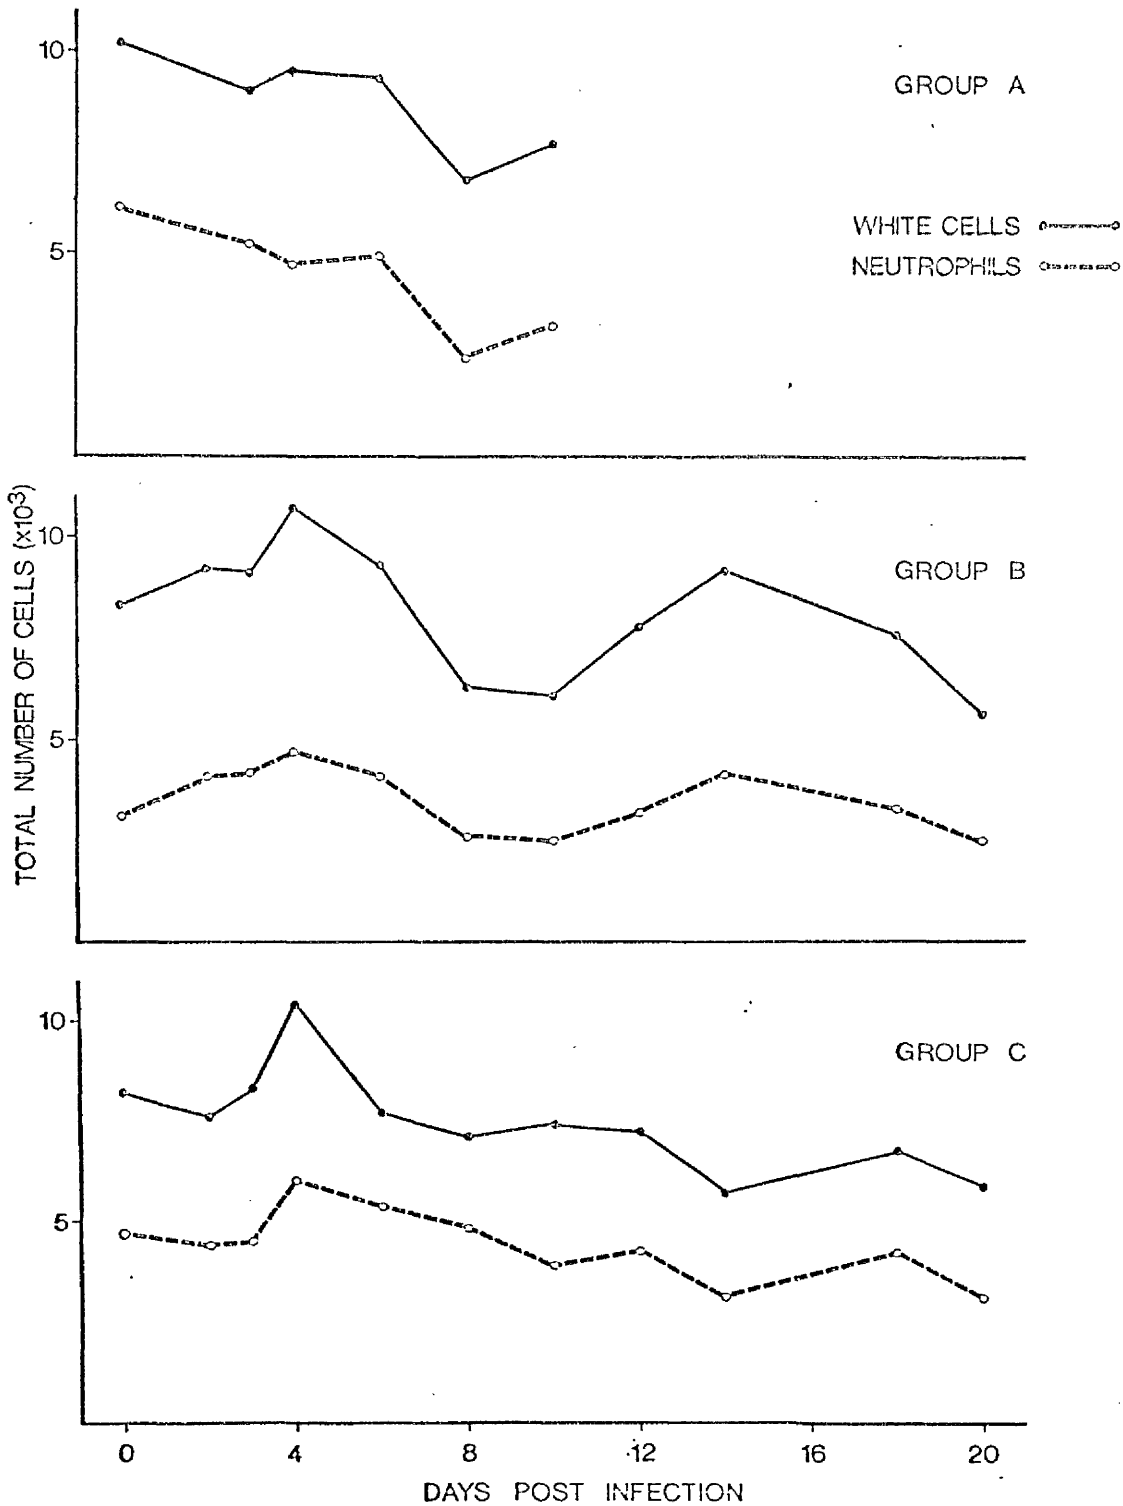 10
GROUP A
WHITE CELLS
5
NEUTROPHILS
TOTAL NUMBER OF CELLS (x10³)
10
GROUP B
5
10
GROUP C
5
0 4 8 12 16 20
DAYS POST INFECTION